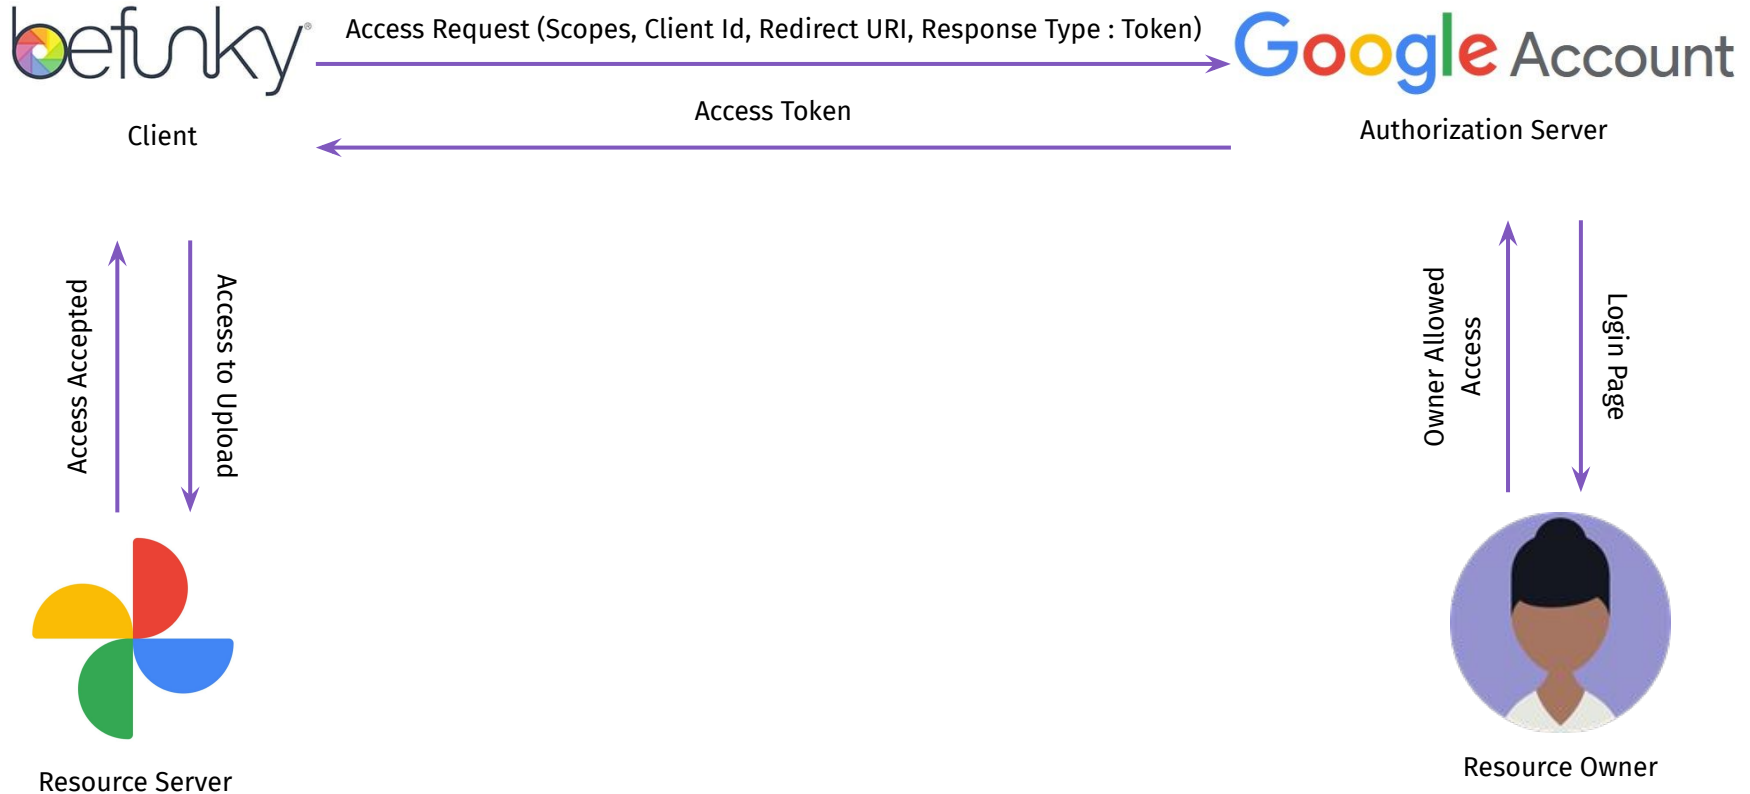 befunky®
Access Request (Scopes, Client Id, Redirect URI, Response Type : Token)
Google Account
Access Token
Client
Authorization Server
Access Accepted
Access to Upload
Owner Allowed
Access
Login Page
Resource Server
Resource Owner